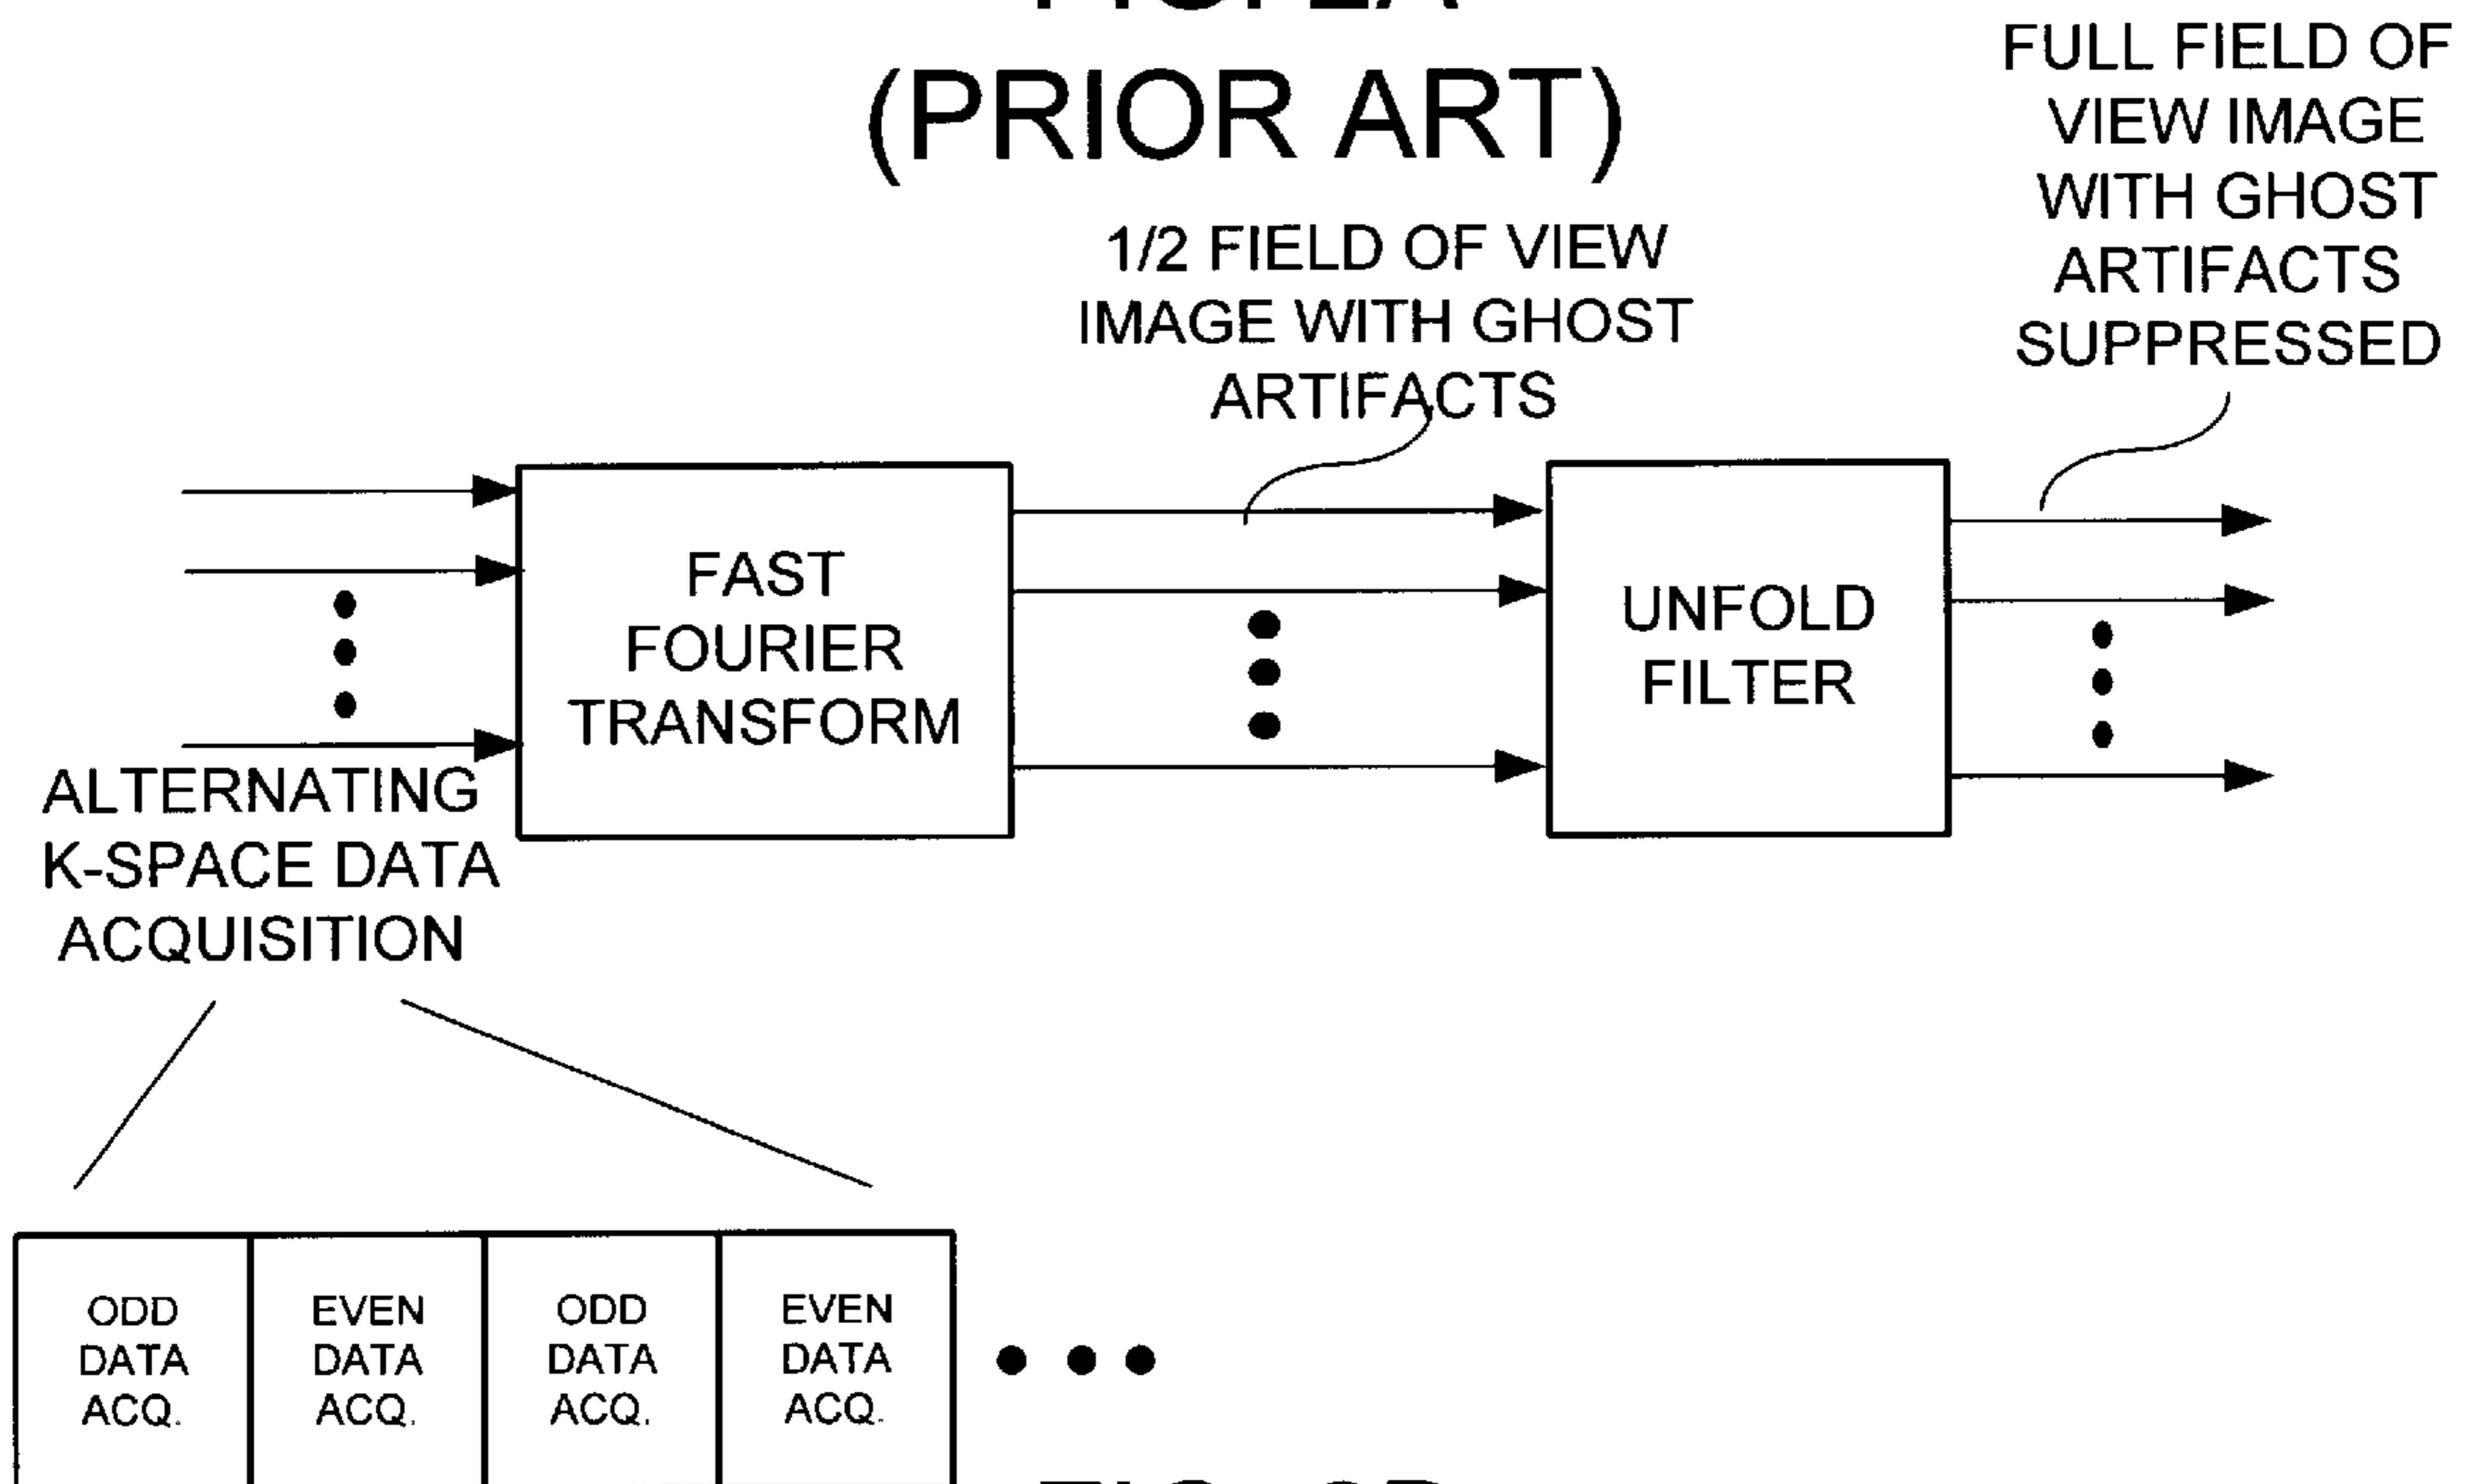 (PRIOR ART)
FULL FIELD OF
VIEW IMAGE
WITH GHOST
ARTIFACTS
SUPPRESSED
1/2 FIELD OF VIEW
IMAGE WITH GHOST
ARTIFACTS
FAST
FOURIER
TRANSFORM
UNFOLD
FILTER
ALTERNATING
K-SPACE DATA
ACQUISITION
ODD
DATA
ACQ.
EVEN
DATA
ACQ.
ODD
DATA
ACQ.
EVEN
DATA
ACQ.